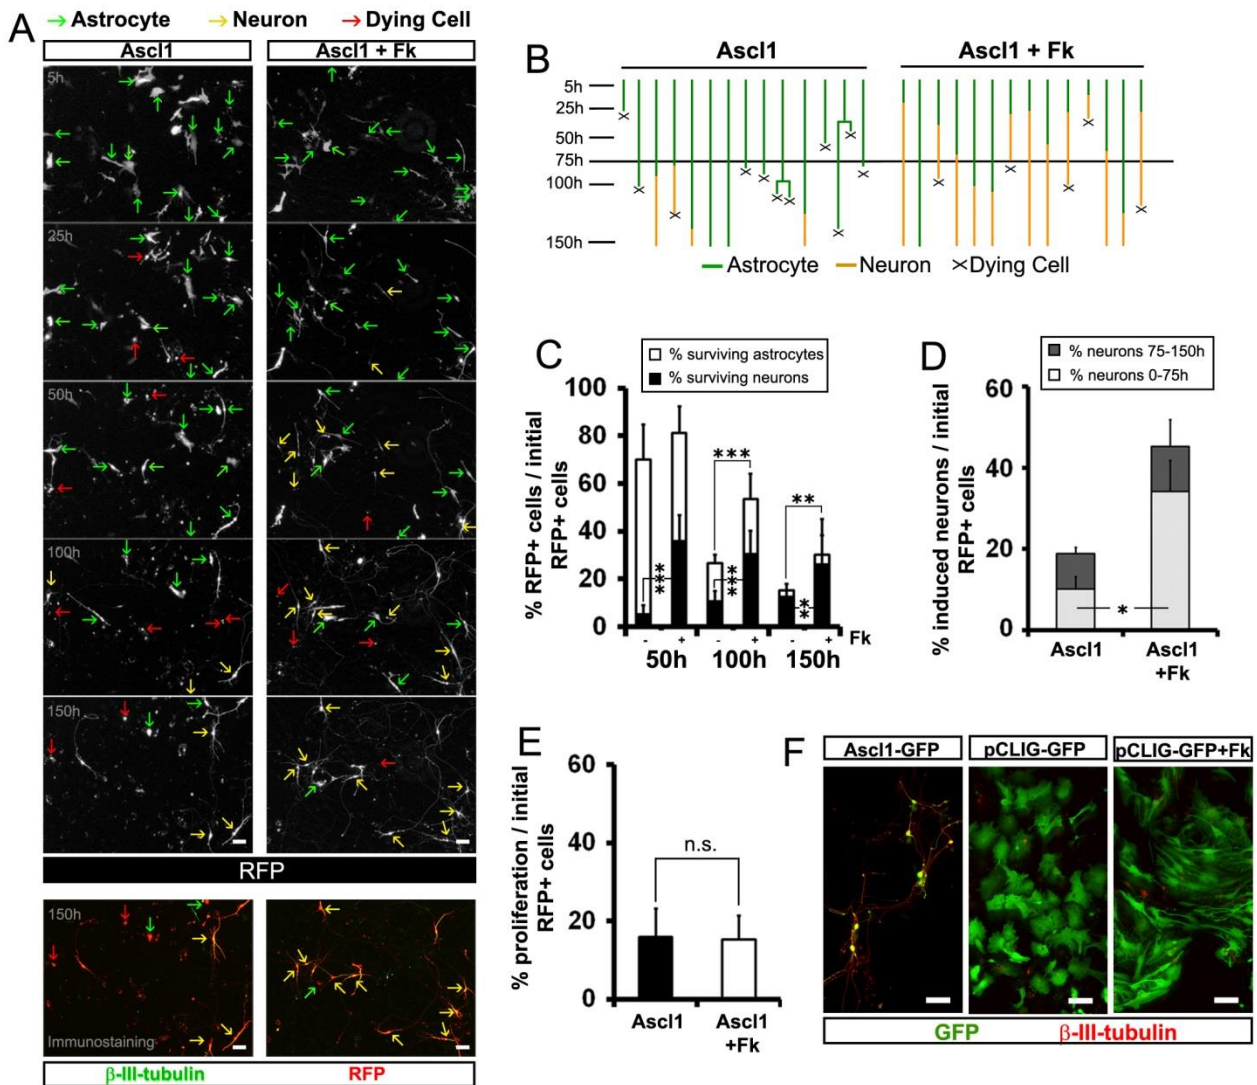 A
→ Astrocyte → Neuron → Dying Cell
Ascl1
Ascl1 + Fk
5h
25h
50h
100h
150h
RFP
150h
Immunostaining
β-III-tubulin
RFP
B
Ascl1
Ascl1 + Fk
5h
25h
50h
75h
100h
150h
Astrocyte Neuron ×Dying Cell
C
% surviving astrocytes
% surviving neurons
% RFP+ cells / initial
RFP+ cells
100
80
60
40
20
0
***
***
***
**
**
- + - + - + Fk
50h 100h 150h
D
% neurons 75-150h
% neurons 0-75h
% induced neurons / initial
RFP+ cells
60
40
20
0
*
Ascl1
Ascl1
+Fk
E
% proliferation / initial
RFP+ cells
60
40
20
0
n.s.
Ascl1
Ascl1
+Fk
F
Ascl1-GFP
pCLIG-GFP
pCLIG-GFP+Fk
GFP
β-III-tubulin